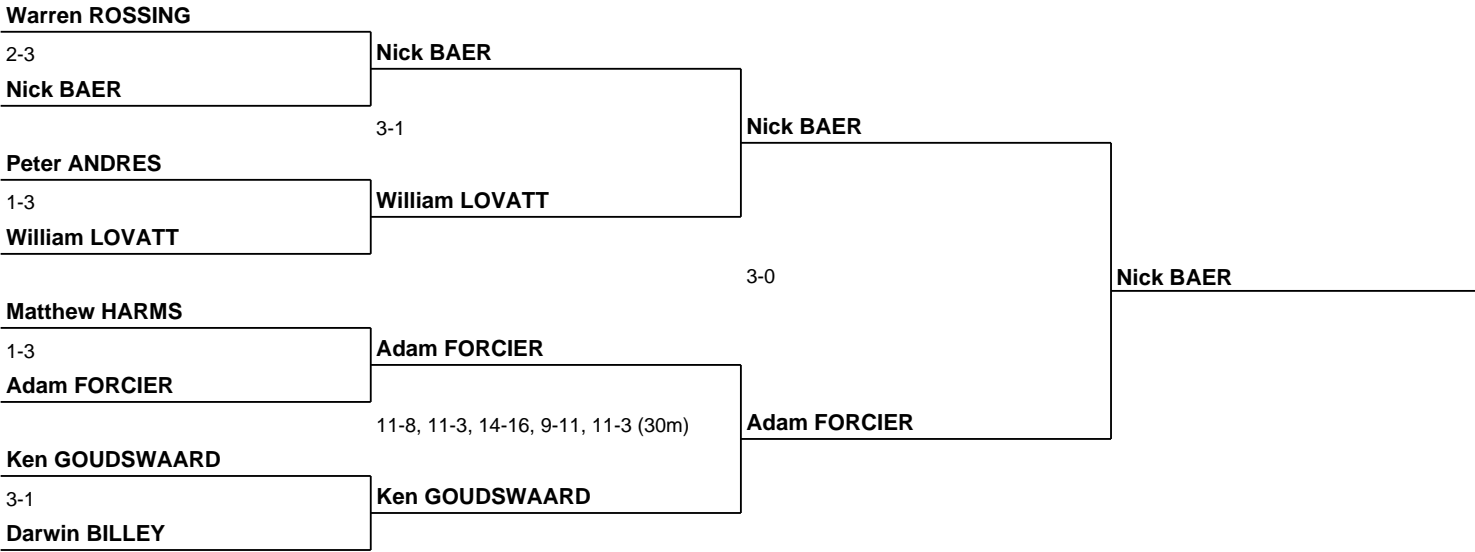 Warren ROSSING
2-3
Nick BAER
Nick BAER
3-1
Nick BAER
Peter ANDRES
1-3
William LOVATT
William LOVATT
3-0
Nick BAER
Matthew HARMS
1-3
Adam FORCIER
Adam FORCIER
11-8, 11-3, 14-16, 9-11, 11-3 (30m)
Adam FORCIER
Ken GOUDSWAARD
3-1
Ken GOUDSWAARD
Darwin BILLEY